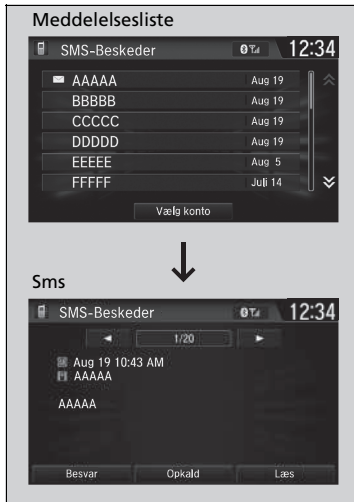 Meddelelsesliste
SMS-Beskeder 12:34
AAAAA Aug 19
BBBBB Aug 19
CCCCC Aug 19
DDDDD Aug 19
EEEEE Aug 5
FFFFF Juli 14
Vælg konto
Sms
SMS-Beskeder 12:34
1/20
Aug 19 10:43 AM
AAAAA
AAAAA
Besvar Opkald Læs